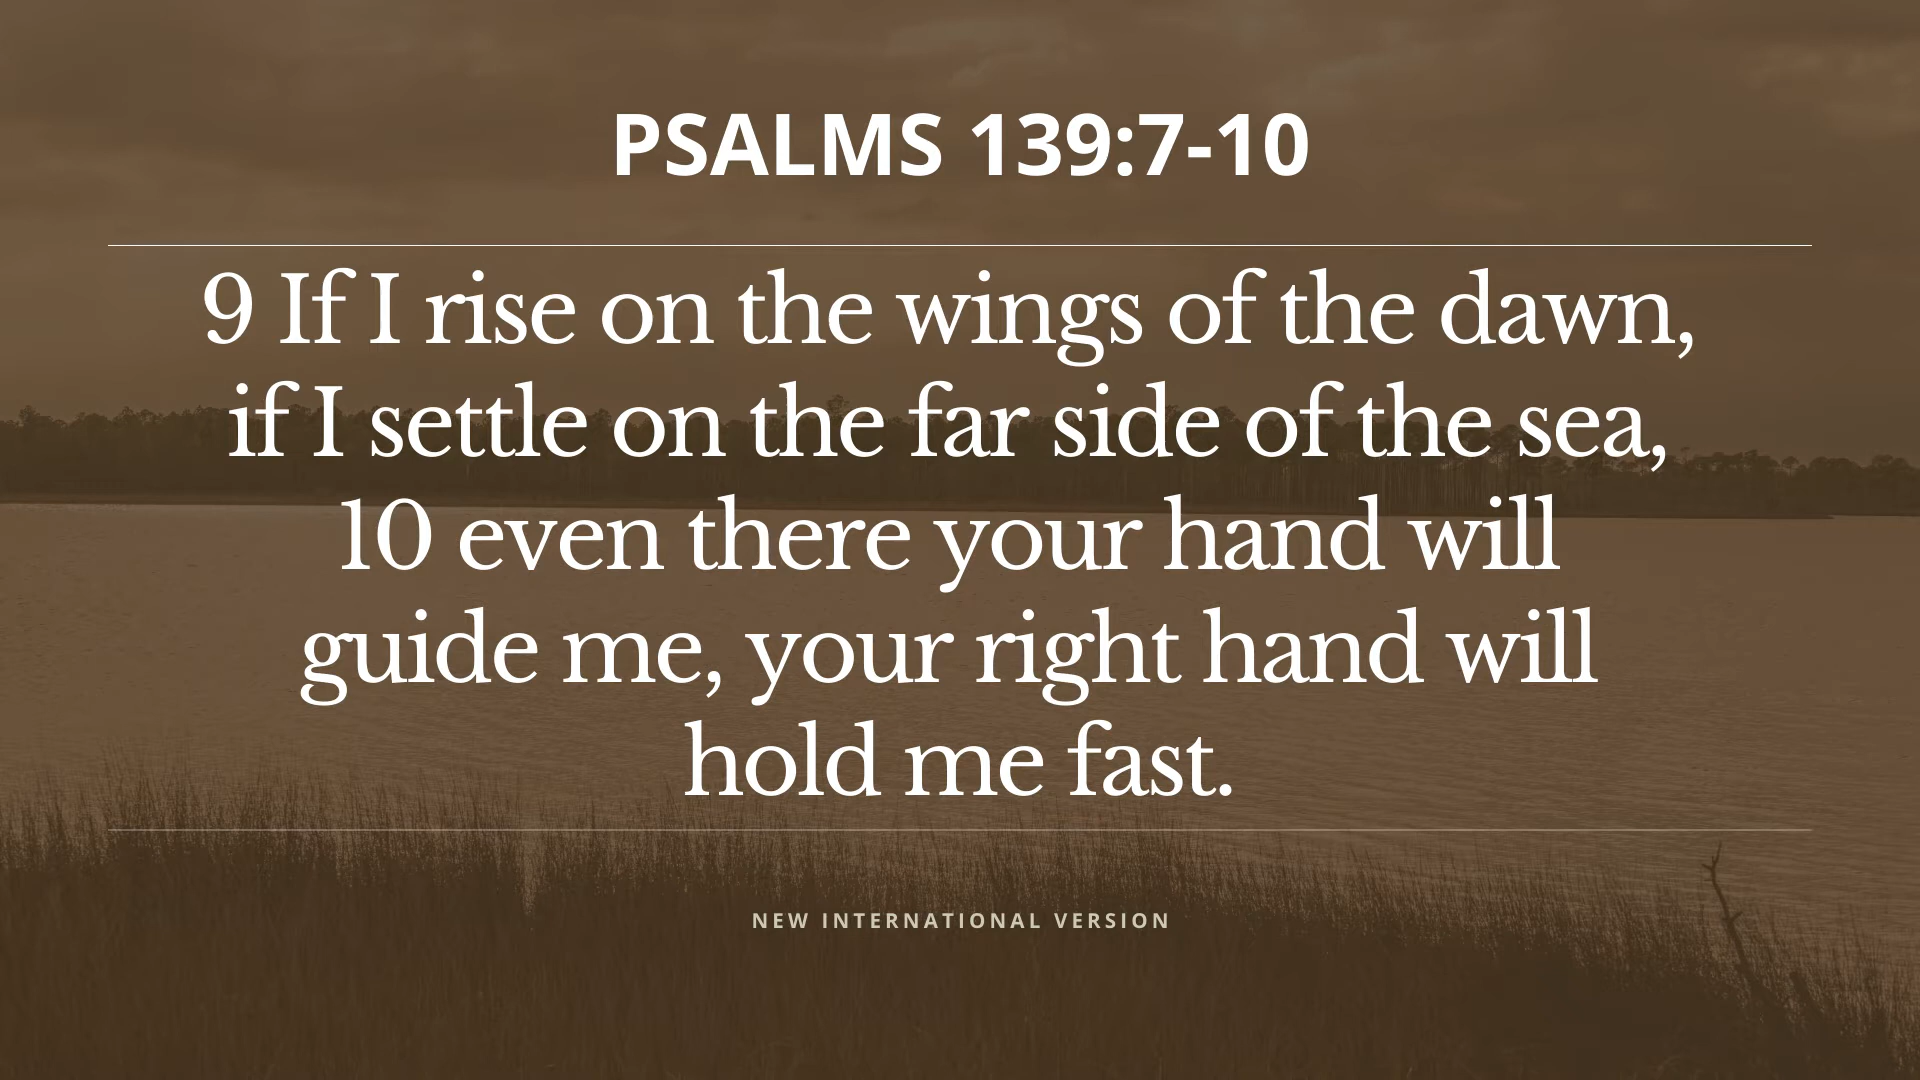 PSALMS 139:7-10
9 If I rise on the wings of the dawn,
if I settle on the far side of the sea,
10 even there your hand will
guide me, your right hand will
hold me fast.
NEW INTERNATIONAL VERSION